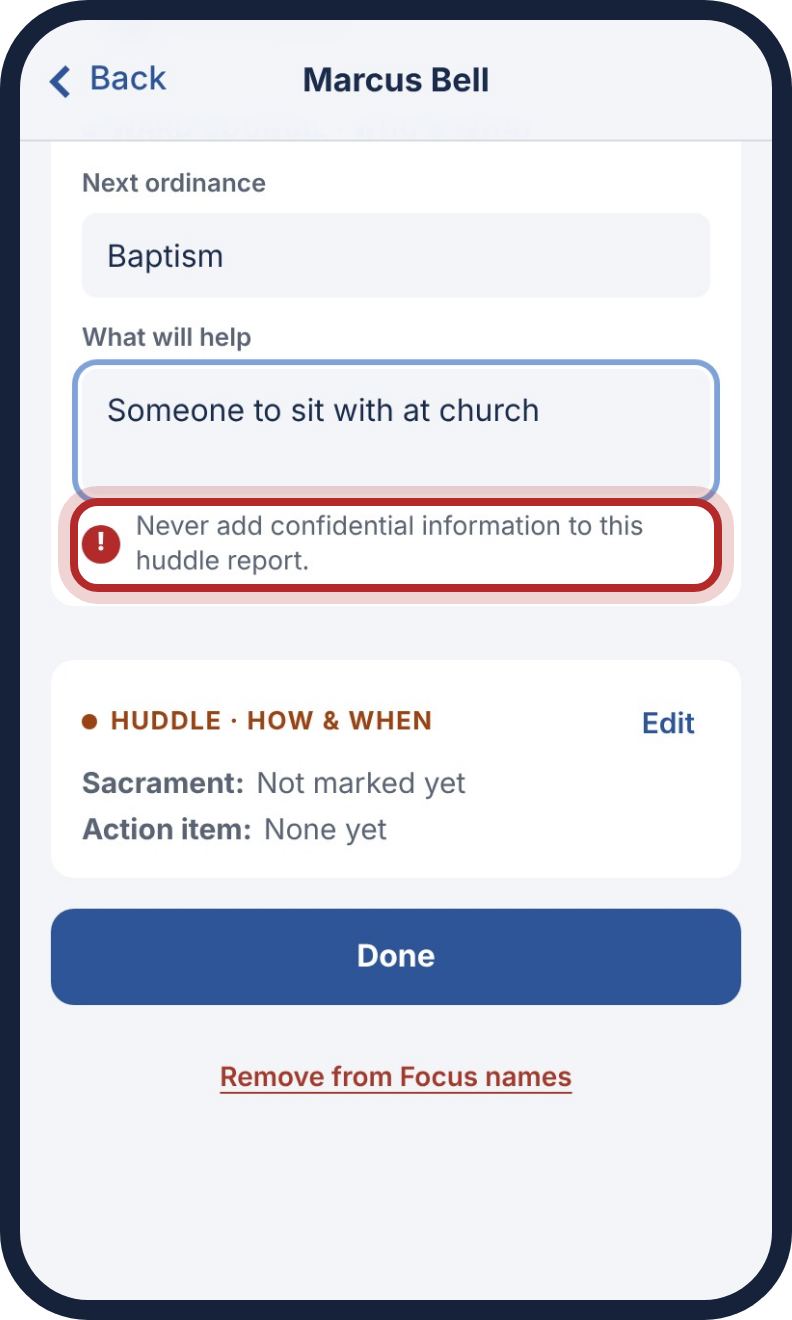 Back
Marcus Bell
Next ordinance
Baptism
What will help
Someone to sit with at church
!
Never add confidential information to this
huddle report.
HUDDLE · HOW & WHEN
Edit
Sacrament: Not marked yet
Action item: None yet
Done
Remove from Focus names